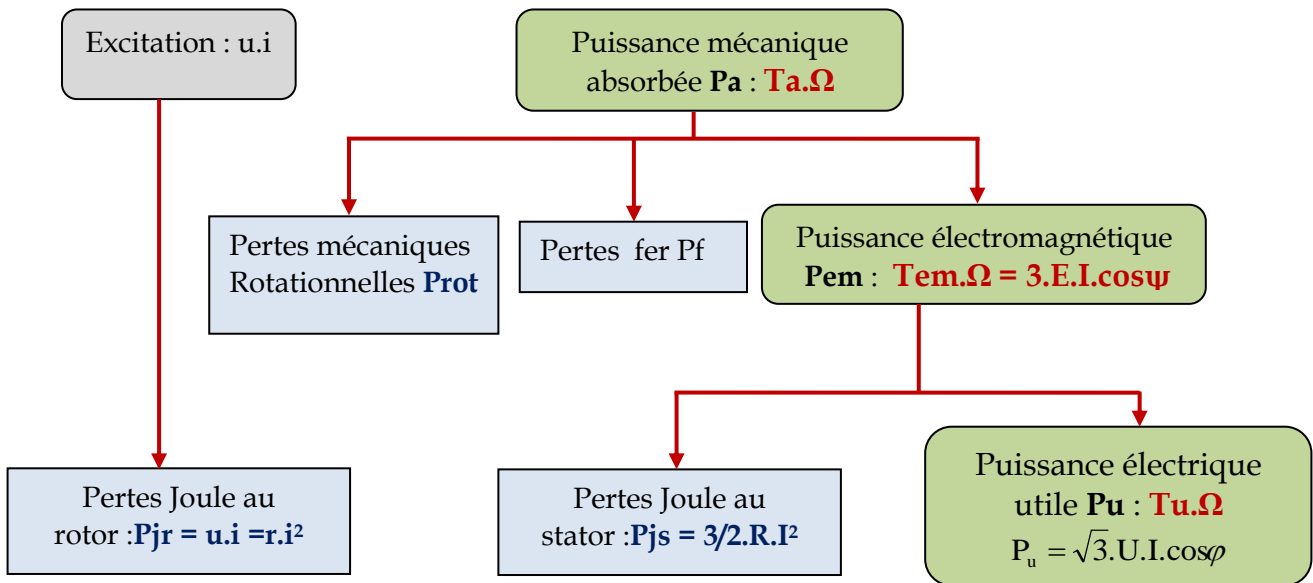 Excitation : u.i
Puissance mécanique
absorbée Pa : Ta.Ω
Pertes mécaniques
Rotationnelles Prot
Pertes fer Pf
Puissance électromagnétique
Pem : Tem.Ω = 3.E.I.cosψ
Pertes Joule au
rotor :Pjr = u.i =r.i²
Pertes Joule au
stator :Pjs = 3/2.R.I²
Puissance électrique
utile Pu : Tu.Ω
Pᵤ = √3.U.I.cosφ